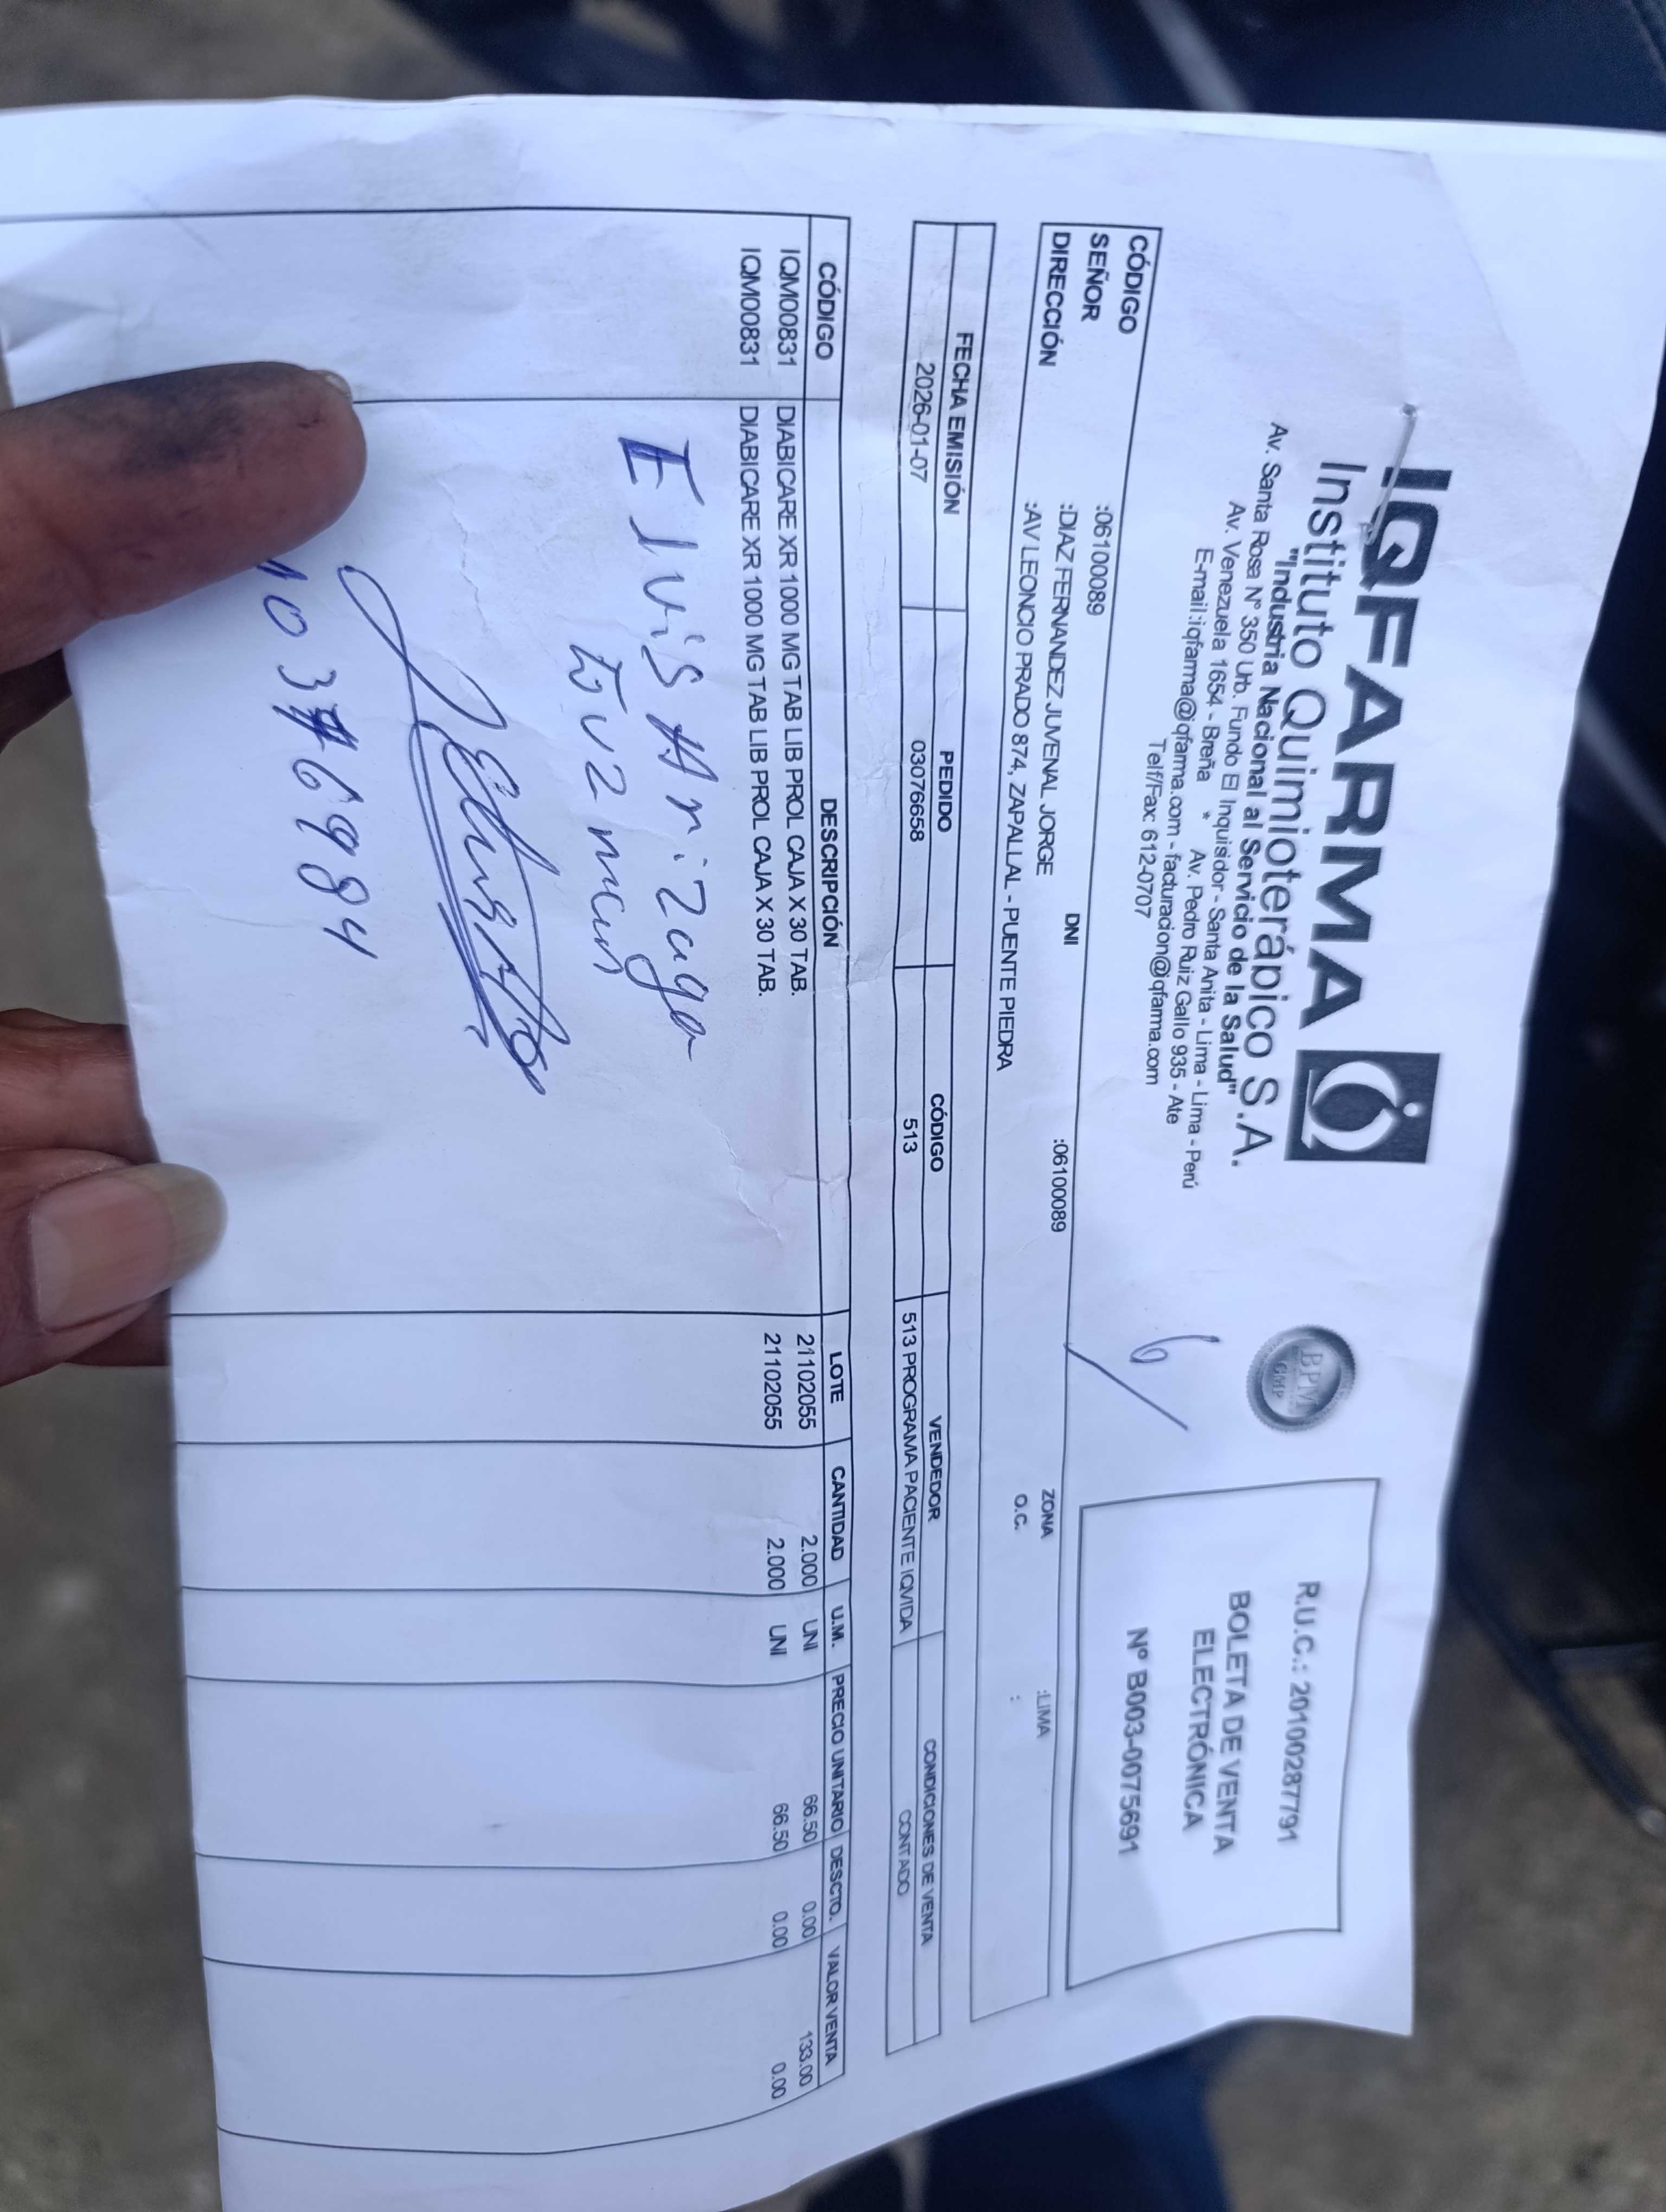 IQFARMA
Instituto Quimioterápico S.A.
"Industria Nacional al Servicio de la Salud"
Av. Santa Rosa N° 350 Urb. Fundo El Inquisidor - Santa Anita - Lima - Lima - Perú
Av. Venezuela 1654 - Breña * Av. Pedro Ruiz Gallo 935 - Ate
E-mail:iqfarma@iqfarma.com - facturacion@iqfarma.com
Telf/Fax: 612-0707
BPM
GMP
6/
R.U.C.: 20100287791
BOLETA DE VENTA
ELECTRÓNICA
Nº B003-0075691
CÓDIGO :06100089
SEÑOR :DIAZ FERNANDEZ JUVENAL JORGE DNI :06100089 ZONA :LIMA
DIRECCIÓN :AV LEONCIO PRADO 874, ZAPALLAL - PUENTE PIEDRA O.C. :
FECHA EMISIÓN PEDIDO CÓDIGO VENDEDOR CONDICIONES DE VENTA
2026-01-07 03076658 513 513 PROGRAMA PACIENTE IQVIDA CONTADO
CÓDIGO DESCRIPCIÓN LOTE CANTIDAD U.M. PRECIO UNITARIO DESCTO. VALOR VENTA
IQM00831 DIABICARE XR 1000 MG TAB LIB PROL CAJA X 30 TAB. 21102055 2.000 UNI 66.50 0.00 133.00
IQM00831 DIABICARE XR 1000 MG TAB LIB PROL CAJA X 30 TAB. 21102055 2.000 UNI 66.50 0.00 0.00
Elvis Arizaga